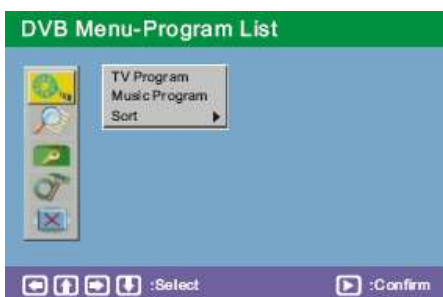 DVB Menu-Program List
TV Program
Music Program
Sort
:Select :Confirm